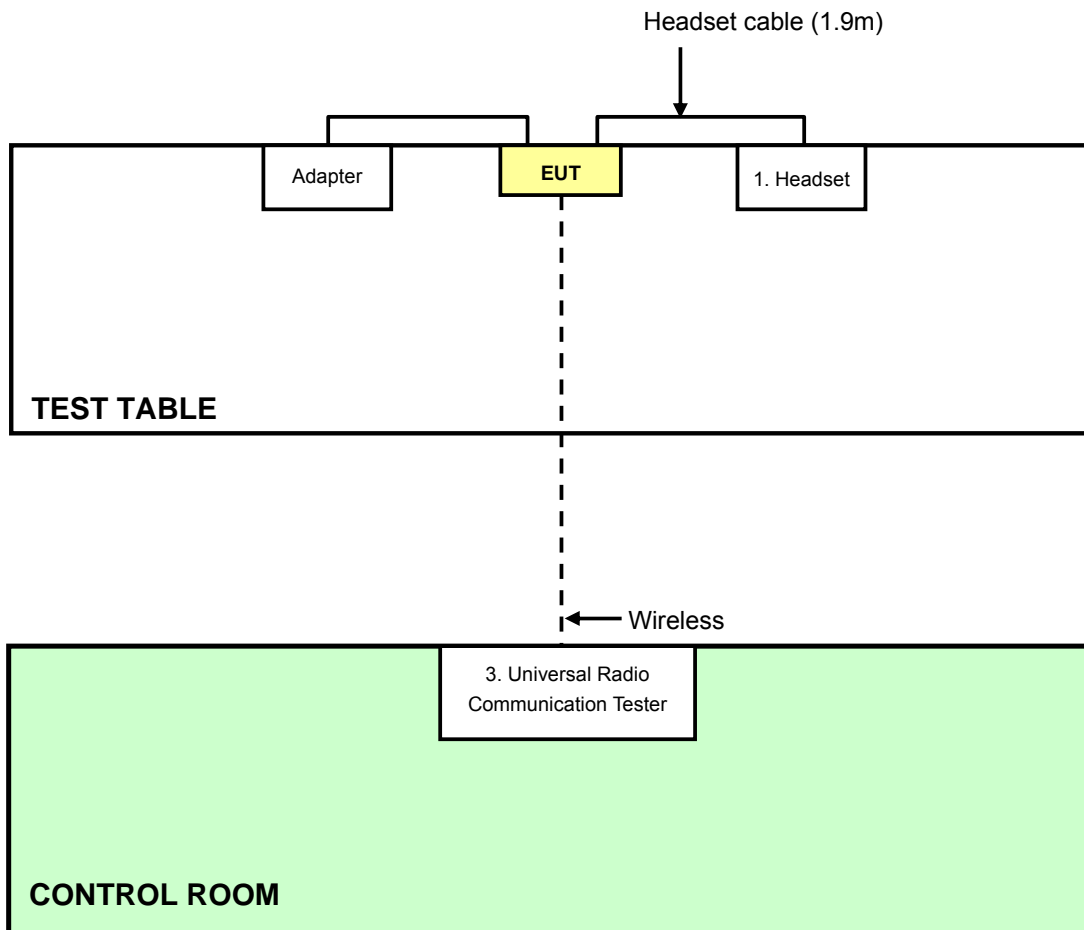 Headset cable (1.9m)
Adapter
EUT
1. Headset
TEST TABLE
Wireless
3. Universal Radio
Communication Tester
CONTROL ROOM